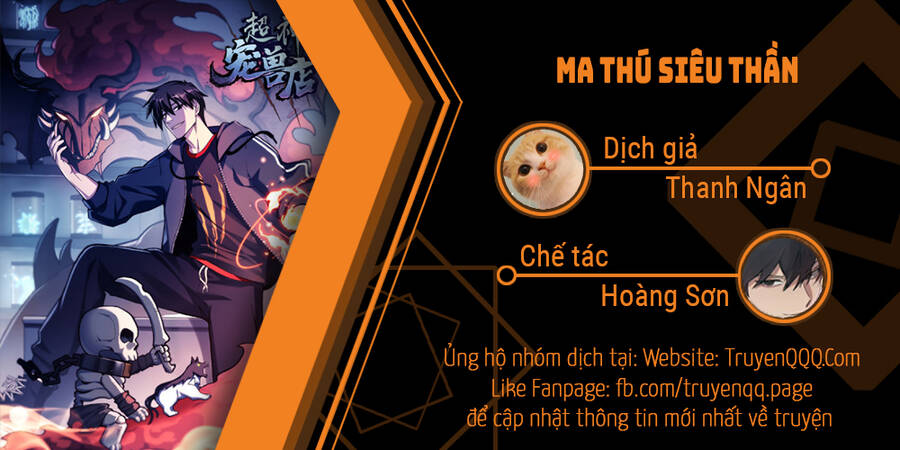 超神
宠兽店
MA THÚ SIÊU THẦN
Dịch giả
Thanh Ngân
Chế tác
Hoàng Sơn
Ủng hộ nhóm dịch tại: Website: TruyenQQQ.Com
Like Fanpage: fb.com/truyenqq.page
để cập nhật thông tin mới nhất về truyện